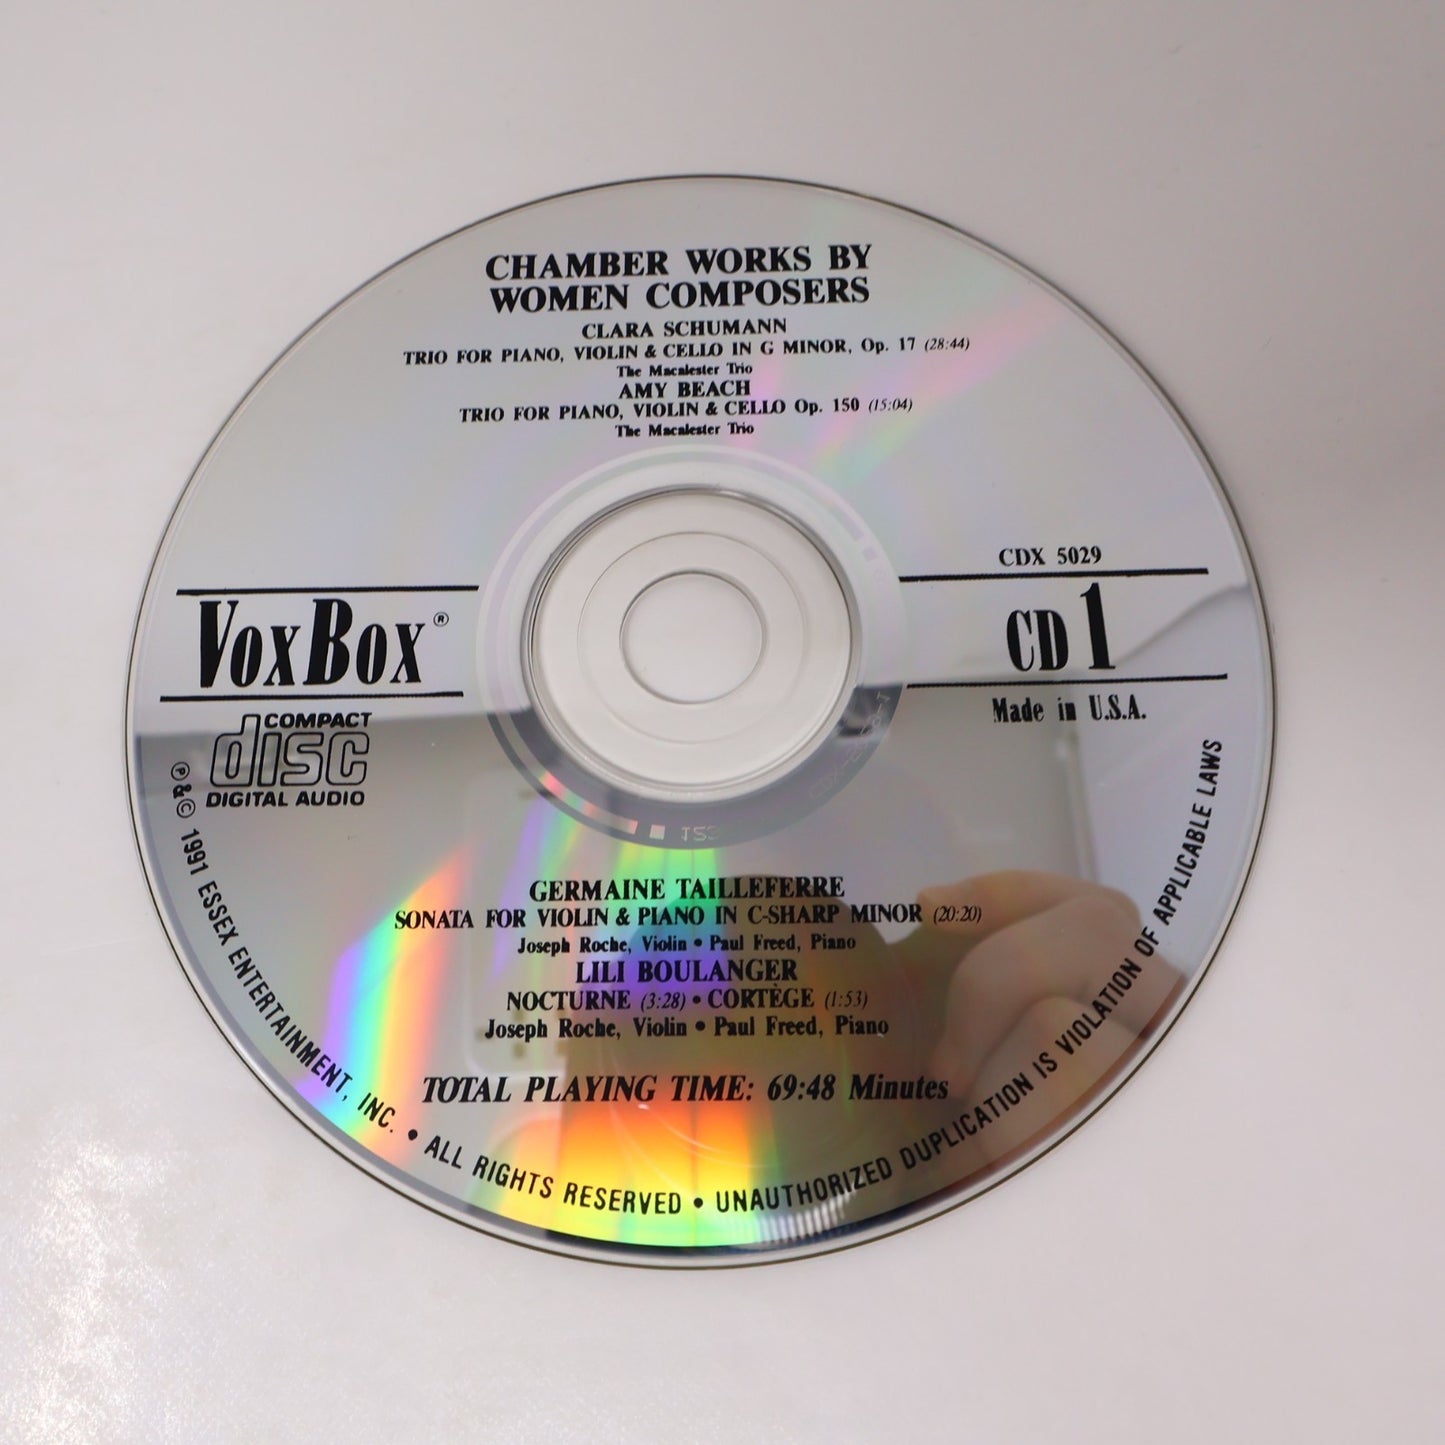 CHAMBER WORKS BY
WOMEN COMPOSERS
CLARA SCHUMANN
TRIO FOR PIANO, VIOLIN & CELLO IN G MINOR, Op. 17 (28:44)
The Macalester Trio
AMY BEACH
TRIO FOR PIANO, VIOLIN & CELLO Op. 150 (15:04)
The Macalester Trio
VOXBOX®
CDX 5029
CD 1
Made in U.S.A.
COMPACT
disc
DIGITAL AUDIO
GERMAINE TAILLEFERRE
SONATA FOR VIOLIN & PIANO IN C-SHARP MINOR (20:20)
Joseph Roche, Violin • Paul Freed, Piano
LILI BOULANGER
NOCTURNE (3:28) • CORTÈGE (1:53)
Joseph Roche, Violin • Paul Freed, Piano
TOTAL PLAYING TIME: 69:48 Minutes
℗ & © 1991 ESSEX ENTERTAINMENT, INC. • ALL RIGHTS RESERVED • UNAUTHORIZED DUPLICATION IS VIOLATION OF APPLICABLE LAWS